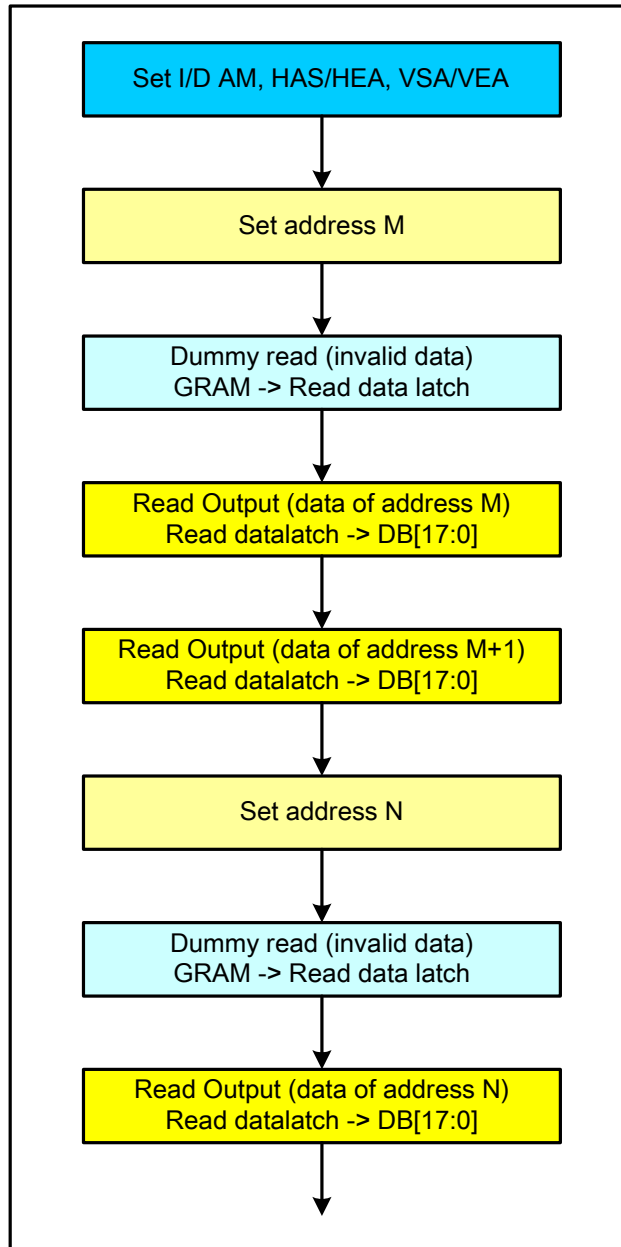 Set I/D AM, HAS/HEA, VSA/VEA
Set address M
Dummy read (invalid data)
GRAM -> Read data latch
Read Output (data of address M)
Read datalatch -> DB[17:0]
Read Output (data of address M+1)
Read datalatch -> DB[17:0]
Set address N
Dummy read (invalid data)
GRAM -> Read data latch
Read Output (data of address N)
Read datalatch -> DB[17:0]